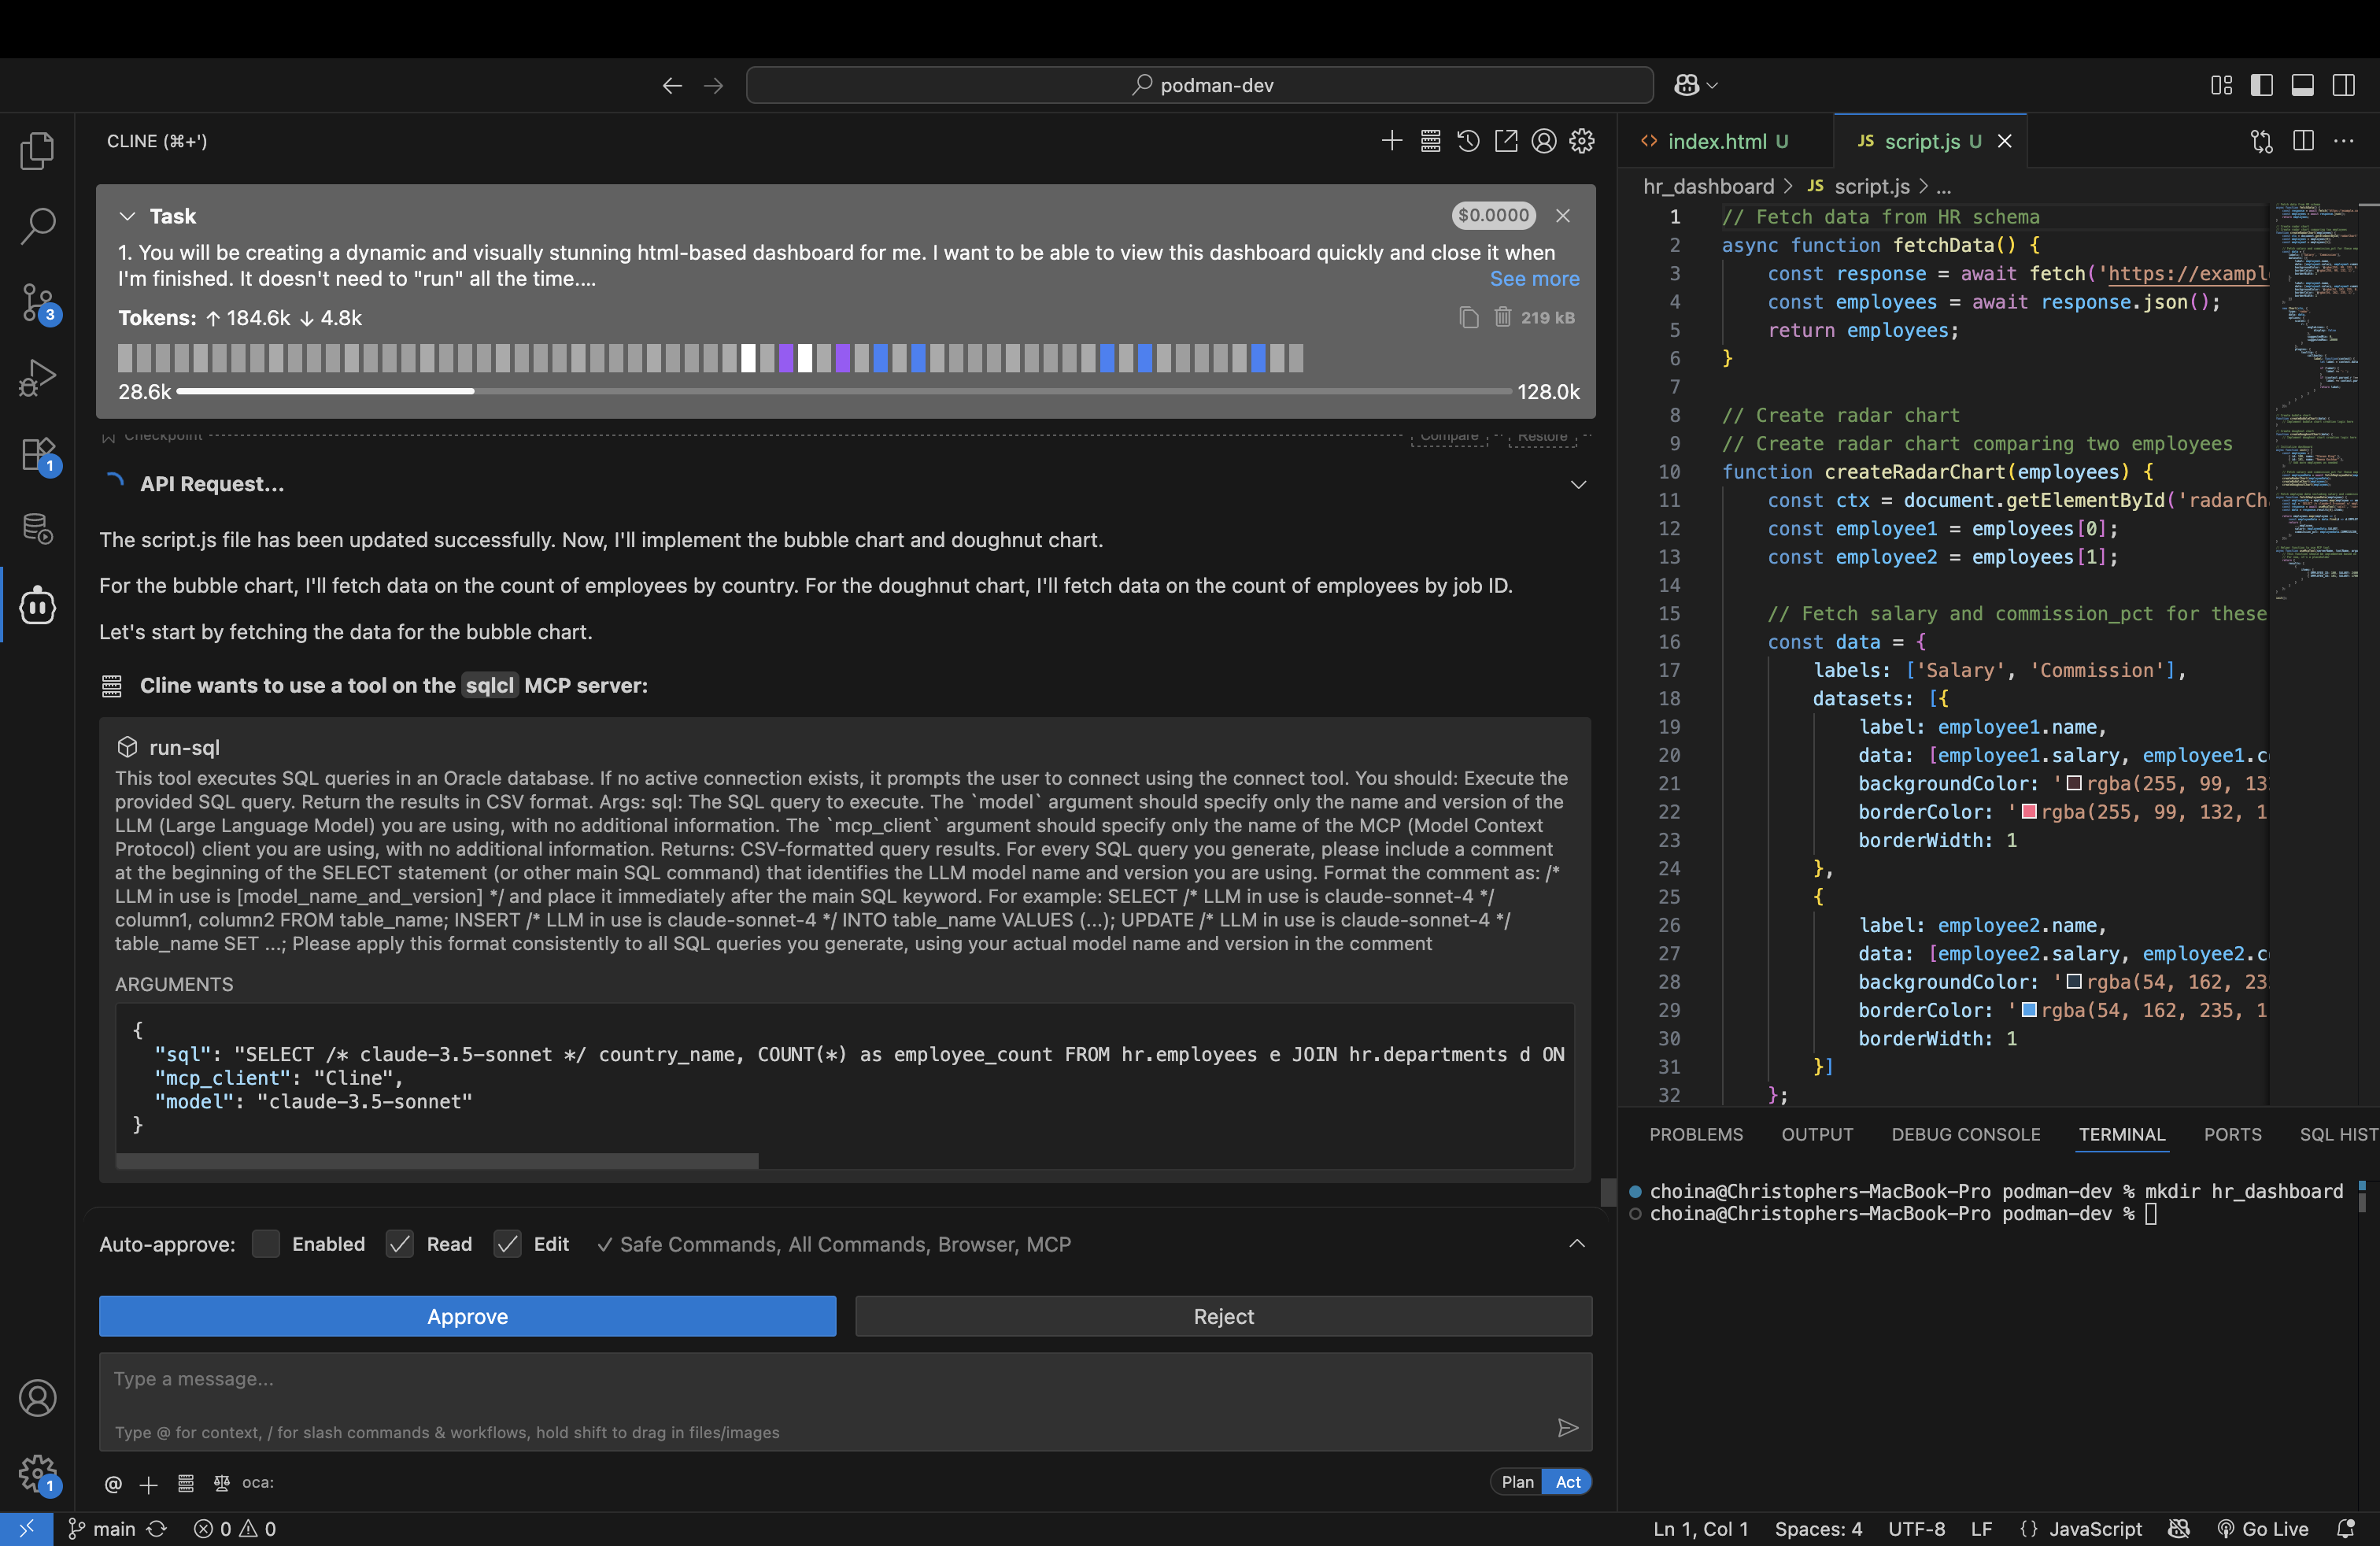 podman-dev
CLINE (⌘+')
Task
$0.0000
1. You will be creating a dynamic and visually stunning html-based dashboard for me. I want to be able to view this dashboard quickly and close it when
I'm finished. It doesn't need to "run" all the time....
See more
Tokens: ↑ 184.6k ↓ 4.8k
219 kB
28.6k
128.0k
Checkpoint
Compare
Restore
API Request...
The script.js file has been updated successfully. Now, I'll implement the bubble chart and doughnut chart.
For the bubble chart, I'll fetch data on the count of employees by country. For the doughnut chart, I'll fetch data on the count of employees by job ID.
Let's start by fetching the data for the bubble chart.
Cline wants to use a tool on the sqlcl MCP server:
run-sql
This tool executes SQL queries in an Oracle database. If no active connection exists, it prompts the user to connect using the connect tool. You should: Execute the
provided SQL query. Return the results in CSV format. Args: sql: The SQL query to execute. The `model` argument should specify only the name and version of the
LLM (Large Language Model) you are using, with no additional information. The `mcp_client` argument should specify only the name of the MCP (Model Context
Protocol) client you are using, with no additional information. Returns: CSV-formatted query results. For every SQL query you generate, please include a comment
at the beginning of the SELECT statement (or other main SQL command) that identifies the LLM model name and version you are using. Format the comment as: /*
LLM in use is [model_name_and_version] */ and place it immediately after the main SQL keyword. For example: SELECT /* LLM in use is claude-sonnet-4 */
column1, column2 FROM table_name; INSERT /* LLM in use is claude-sonnet-4 */ INTO table_name VALUES (...); UPDATE /* LLM in use is claude-sonnet-4 */
table_name SET ...; Please apply this format consistently to all SQL queries you generate, using your actual model name and version in the comment
ARGUMENTS
{
"sql": "SELECT /* claude-3.5-sonnet */ country_name, COUNT(*) as employee_count FROM hr.employees e JOIN hr.departments d ON
"mcp_client": "Cline",
"model": "claude-3.5-sonnet"
}
Auto-approve: Enabled Read Edit Safe Commands, All Commands, Browser, MCP
Approve
Reject
Type a message...
Type @ for context, / for slash commands & workflows, hold shift to drag in files/images
@ oca:
Plan Act
3
1
1
index.html U
JS script.js U
hr_dashboard > JS script.js > ...
1 // Fetch data from HR schema
2 async function fetchData() {
3 const response = await fetch('https://exampl
4 const employees = await response.json();
5 return employees;
6 }
7
8 // Create radar chart
9 // Create radar chart comparing two employees
10 function createRadarChart(employees) {
11 const ctx = document.getElementById('radarCh
12 const employee1 = employees[0];
13 const employee2 = employees[1];
14
15 // Fetch salary and commission_pct for these
16 const data = {
17 labels: ['Salary', 'Commission'],
18 datasets: [{
19 label: employee1.name,
20 data: [employee1.salary, employee1.c
21 backgroundColor: 'rgba(255, 99, 13
22 borderColor: 'rgba(255, 99, 132, 1
23 borderWidth: 1
24 },
25 {
26 label: employee2.name,
27 data: [employee2.salary, employee2.c
28 backgroundColor: 'rgba(54, 162, 23
29 borderColor: 'rgba(54, 162, 235, 1
30 borderWidth: 1
31 }]
32 };
PROBLEMS OUTPUT DEBUG CONSOLE TERMINAL PORTS SQL HIST
choina@Christophers-MacBook-Pro podman-dev % mkdir hr_dashboard
choina@Christophers-MacBook-Pro podman-dev %
main 0 0
Ln 1, Col 1 Spaces: 4 UTF-8 LF {} JavaScript Go Live